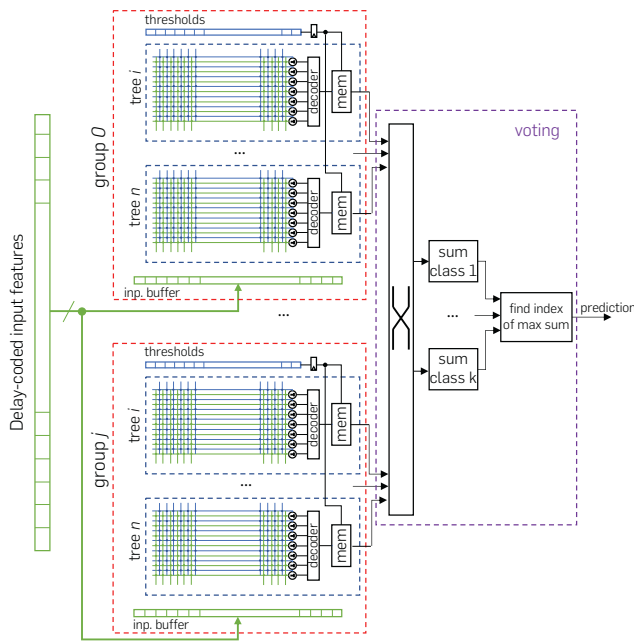 Delay-coded input features
group 0
thresholds
tree i
decoder
mem
...
tree n
decoder
mem
inp. buffer
...
group j
thresholds
tree i
decoder
mem
...
tree n
decoder
mem
inp. buffer
voting
sum
class 1
...
sum
class k
find index
of max sum
prediction